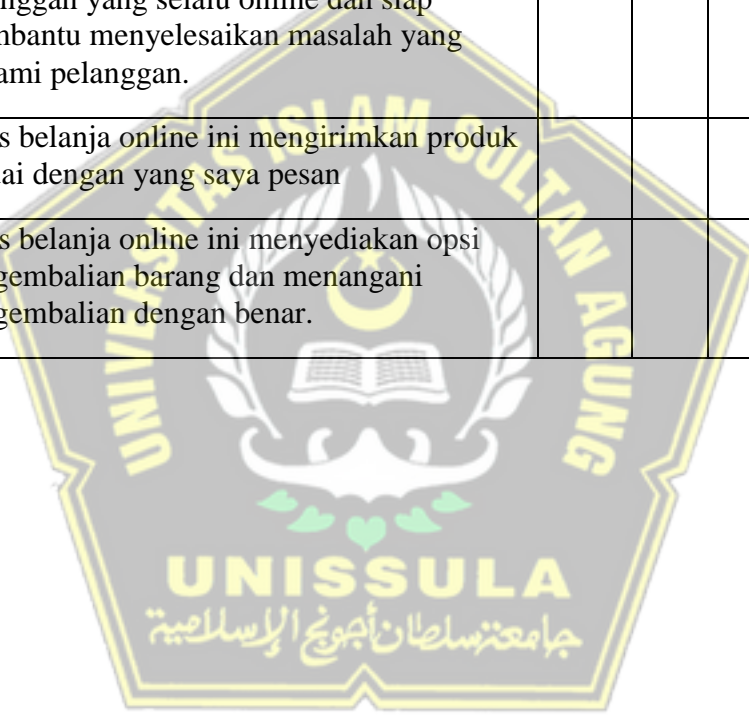 nggan yang selalu online dan siap
mbantu menyelesaikan masalah yang
ami pelanggan.
s belanja online ini mengirimkan produk
ai dengan yang saya pesan
s belanja online ini menyediakan opsi
gembalian barang dan menangani
gembalian dengan benar.
UNIVERSITAS ISLAM SULTAN AGUNG
UNISSULA
جامعة سلطان أجونج الإسلامية